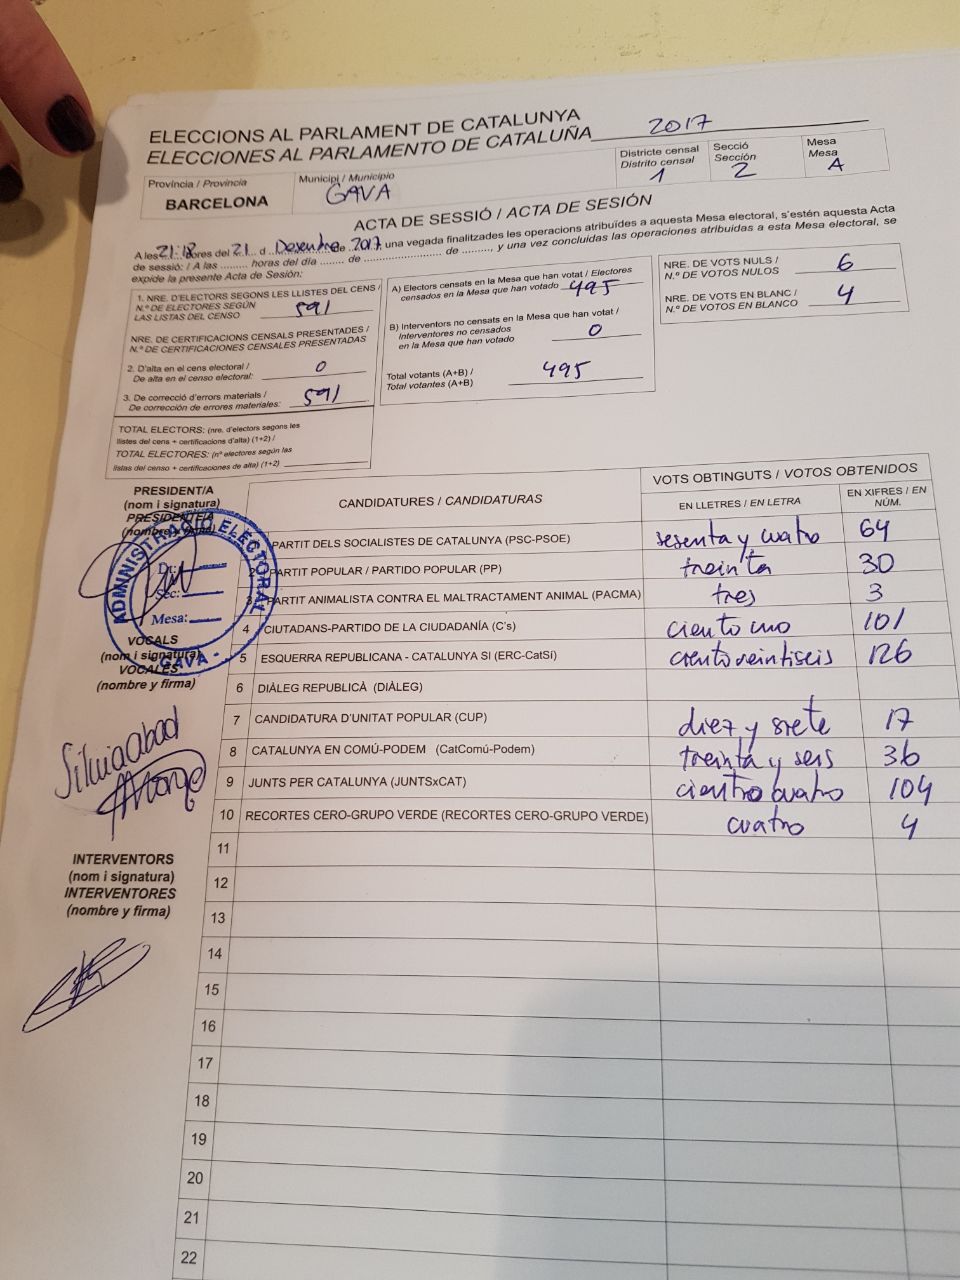 ELECCIONS AL PARLAMENT DE CATALUNYA
ELECCIONES AL PARLAMENTO DE CATALUÑA 2017
Província / Provincia
BARCELONA
Municipi / Municipio
GAVA
Districte censal
Distrito censal
1
Secció
Sección
2
Mesa
Mesa
A
ACTA DE SESSIÓ / ACTA DE SESIÓN
A les 21:18 hores del 21 d Desembre de 2017, una vegada finalitzades les operacions atribuïdes a aquesta Mesa electoral, s'estén aquesta Acta
de sessió: / A las ......... horas del día ........ de ........................... de .......... y una vez concluidas las operaciones atribuidas a esta Mesa electoral, se
expide la presente Acta de Sesión:
1. NRE. D'ELECTORS SEGONS LES LLISTES DEL CENS /
N.º DE ELECTORES SEGÚN
LAS LISTAS DEL CENSO 591
NRE. DE CERTIFICACIONS CENSALS PRESENTADES /
N.º DE CERTIFICACIONES CENSALES PRESENTADAS
2. D'alta en el cens electoral /
De alta en el censo electoral: 0
3. De correcció d'errors materials /
De corrección de errores materiales: 591
TOTAL ELECTORS: (nre. d'electors segons les
llistes del cens + certificacions d'alta) (1+2) /
TOTAL ELECTORES: (nº electores según las
listas del censo + certificaciones de alta) (1+2)
A) Electors censats en la Mesa que han votat / Electores
censados en la Mesa que han votado 495
B) Interventors no censats en la Mesa que han votat /
Interventores no censados
en la Mesa que han votado 0
Total votants (A+B) /
Total votantes (A+B) 495
NRE. DE VOTS NULS /
N.º DE VOTOS NULOS 6
NRE. DE VOTS EN BLANC /
N.º DE VOTOS EN BLANCO 4
PRESIDENT/A
(nom i signatura)
PRESIDENTE/A
(nombre y firma)
ADMINISTRACIÓ ELECTORAL
Dt.:
Sec.:
Mesa:
- GAVA -
VOCALS
(nom i signatura)
VOCALES
(nombre y firma)
Silvia Abad
INTERVENTORS
(nom i signatura)
INTERVENTORES
(nombre y firma)
CANDIDATURES / CANDIDATURAS
VOTS OBTINGUTS / VOTOS OBTENIDOS
EN LLETRES / EN LETRA
EN XIFRES / EN NÚM.
PARTIT DELS SOCIALISTES DE CATALUNYA (PSC-PSOE) sesenta y cuatro 64
2 PARTIT POPULAR / PARTIDO POPULAR (PP) treinta 30
3 PARTIT ANIMALISTA CONTRA EL MALTRACTAMENT ANIMAL (PACMA) tres 3
4 CIUTADANS-PARTIDO DE LA CIUDADANÍA (C's) ciento uno 101
5 ESQUERRA REPUBLICANA - CATALUNYA SI (ERC-CatSí) ciento veintiseis 126
6 DIÀLEG REPUBLICÀ (DIÀLEG)
7 CANDIDATURA D'UNITAT POPULAR (CUP) diez y siete 17
8 CATALUNYA EN COMÚ-PODEM (CatComú-Podem) treinta y seis 36
9 JUNTS PER CATALUNYA (JUNTSxCAT) ciento cuatro 104
10 RECORTES CERO-GRUPO VERDE (RECORTES CERO-GRUPO VERDE) cuatro 4
11
12
13
14
15
16
17
18
19
20
21
22